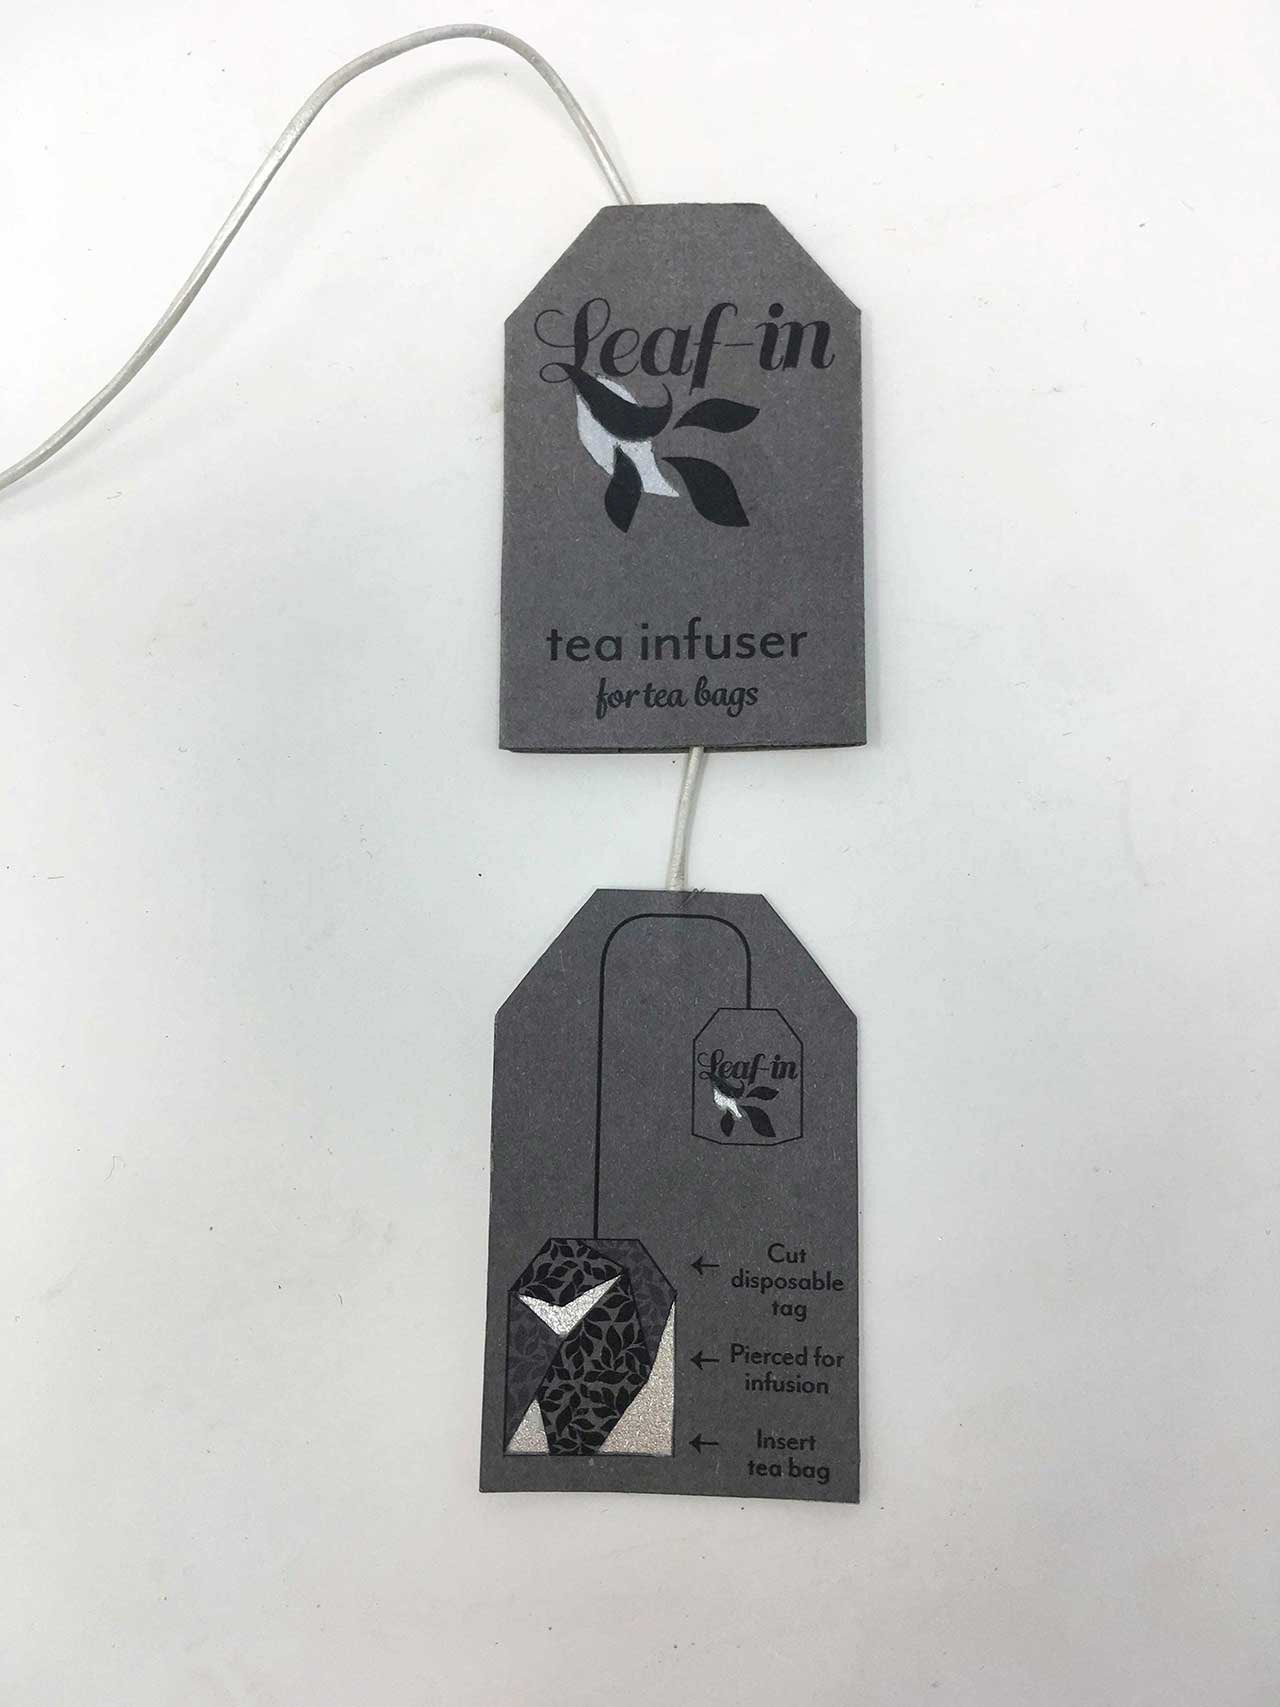 Leaf-in
tea infuser
for tea bags
Leaf-in
Cut
disposable
tag
Pierced for
infusion
Insert
tea bag